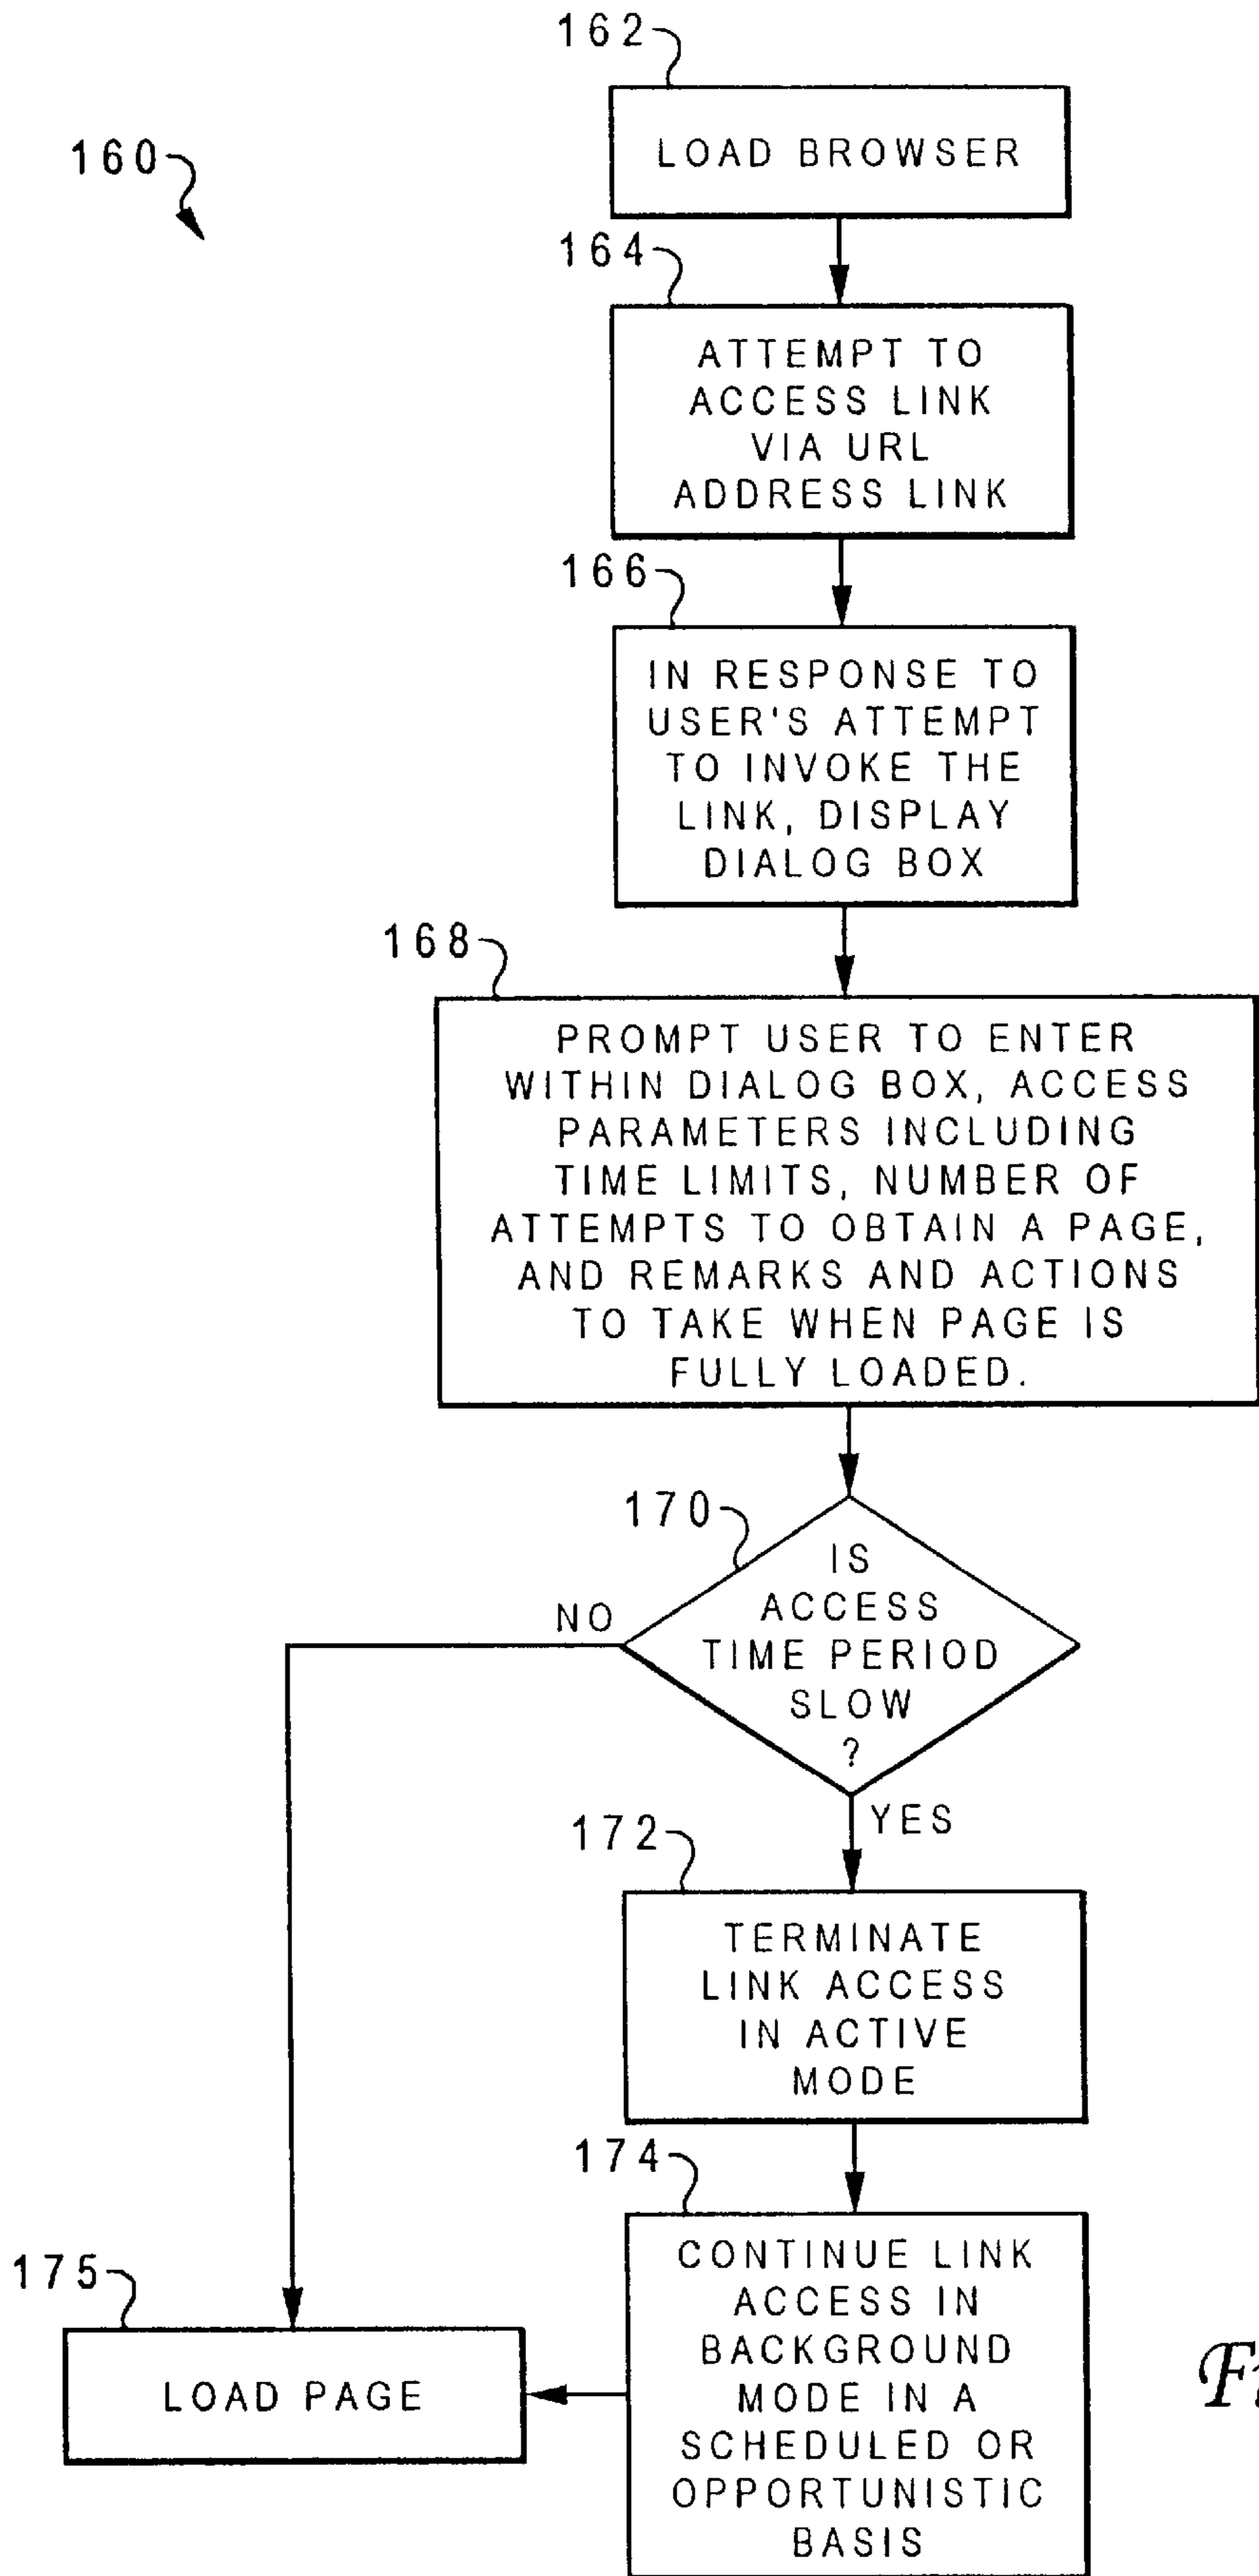 162
160
LOAD BROWSER
164
ATTEMPT TO
ACCESS LINK
VIA URL
ADDRESS LINK
166
IN RESPONSE TO
USER'S ATTEMPT
TO INVOKE THE
LINK, DISPLAY
DIALOG BOX
168
PROMPT USER TO ENTER
WITHIN DIALOG BOX, ACCESS
PARAMETERS INCLUDING
TIME LIMITS, NUMBER OF
ATTEMPTS TO OBTAIN A PAGE,
AND REMARKS AND ACTIONS
TO TAKE WHEN PAGE IS
FULLY LOADED.
170
IS
ACCESS
TIME PERIOD
SLOW
?
NO
YES
172
TERMINATE
LINK ACCESS
IN ACTIVE
MODE
174
CONTINUE LINK
ACCESS IN
BACKGROUND
MODE IN A
SCHEDULED OR
OPPORTUNISTIC
BASIS
175
LOAD PAGE